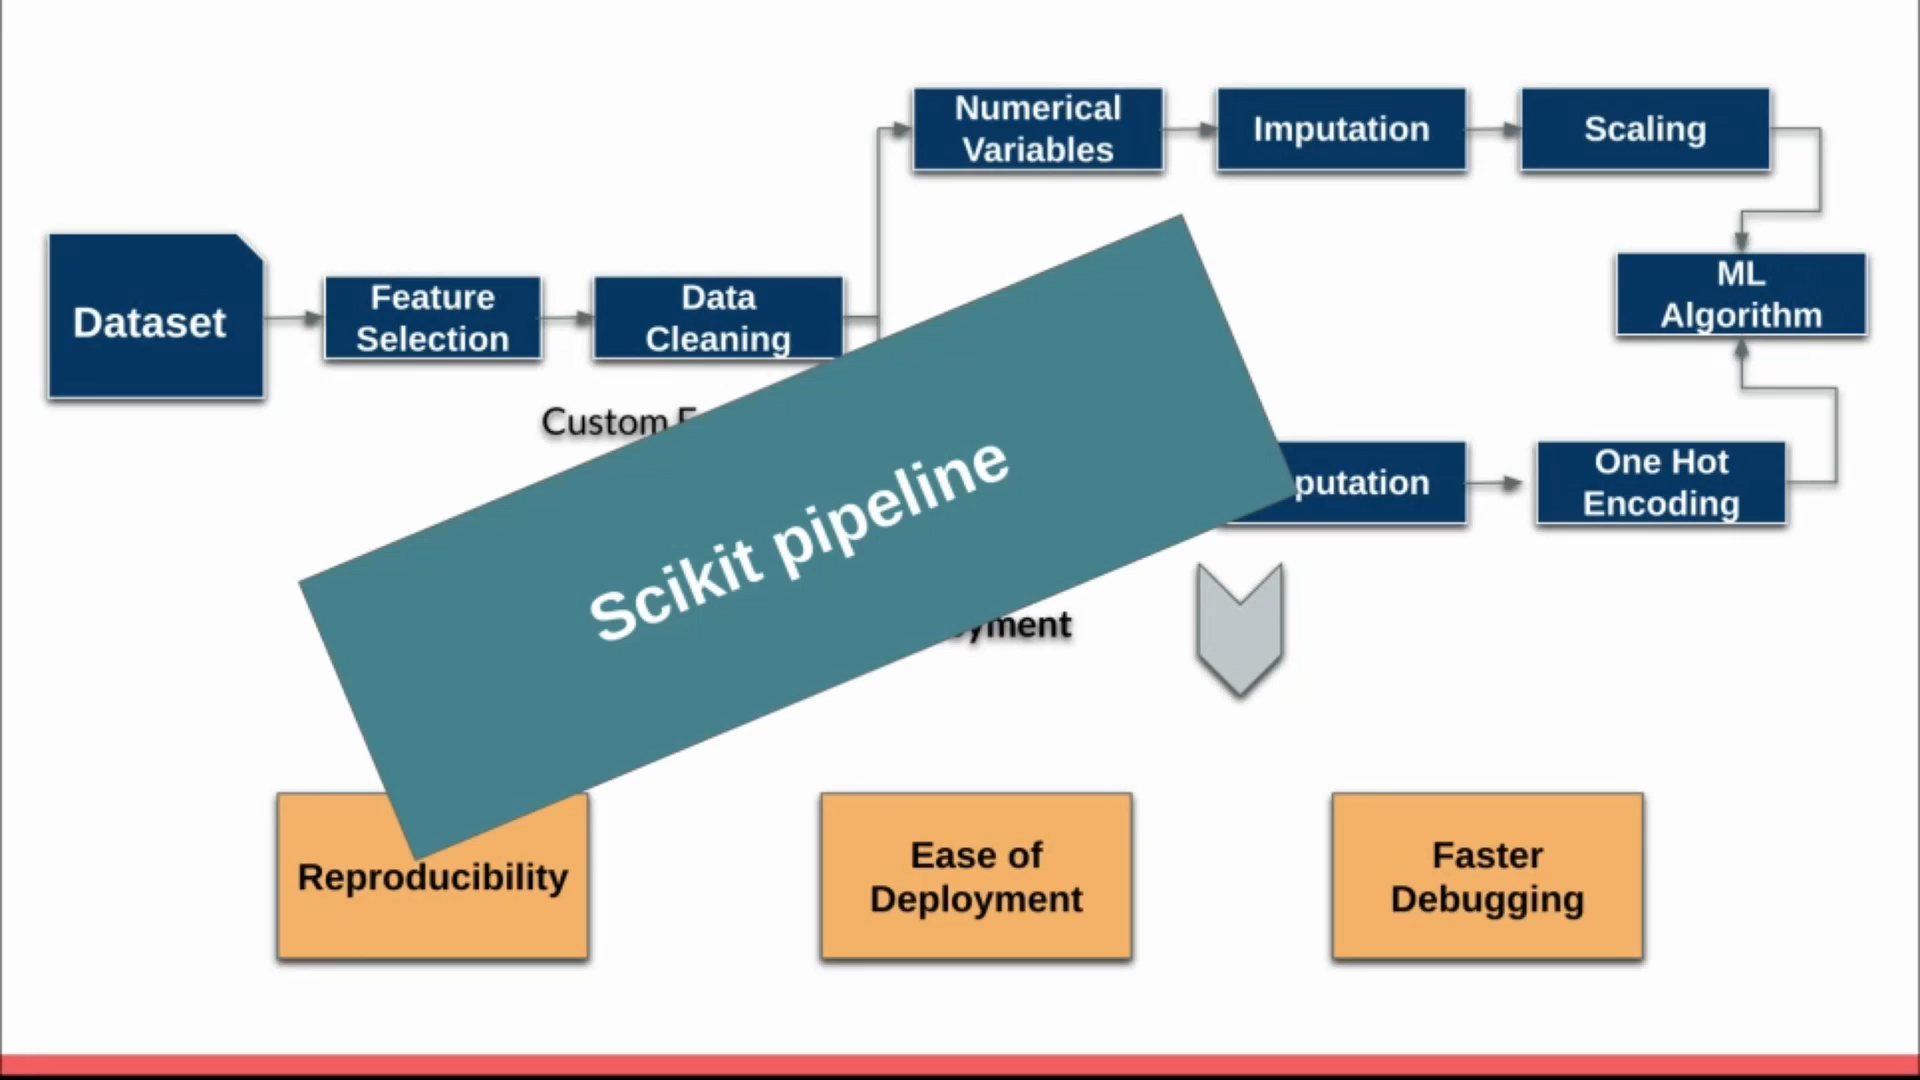 Numerical
Variables
Imputation
Scaling
Dataset
Feature
Selection
Data
Cleaning
ML
Algorithm
Custom
One Hot
Encoding
Scikit pipeline
Reproducibility
Ease of
Deployment
Faster
Debugging